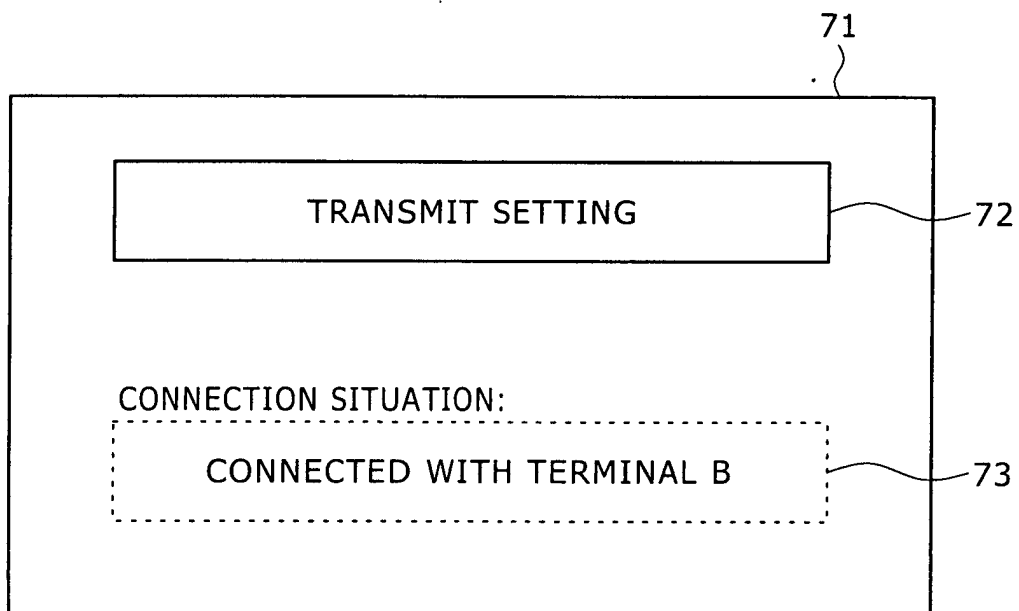 71
TRANSMIT SETTING
72
CONNECTION SITUATION:
CONNECTED WITH TERMINAL B
73